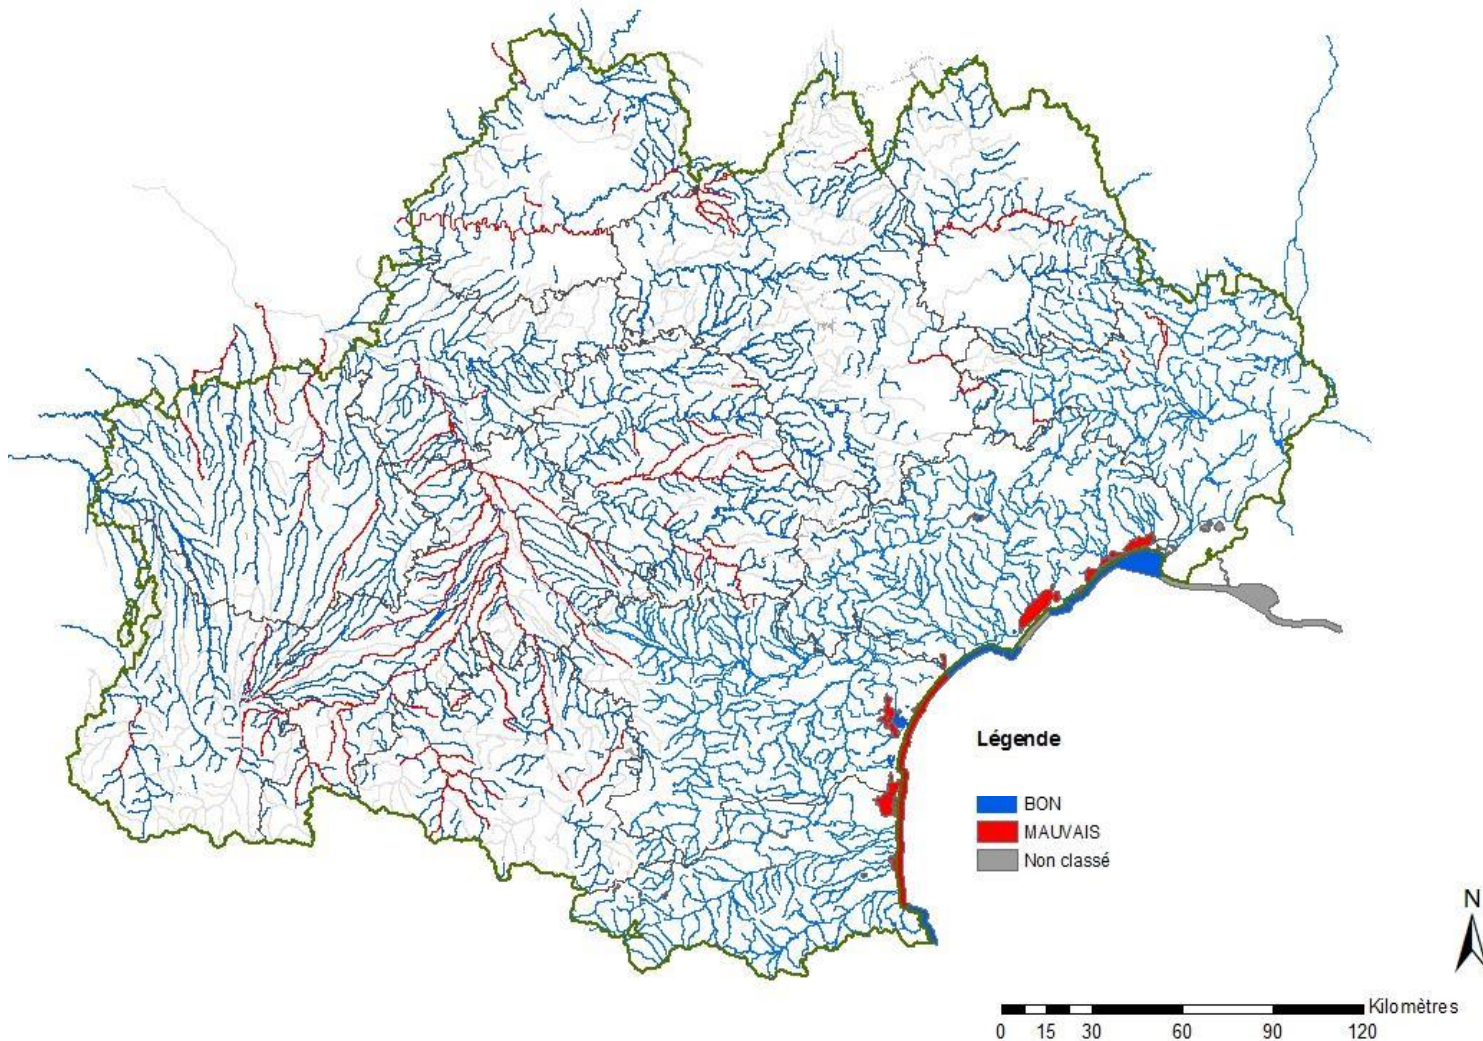 Légende
BON
MAUVAIS
Non classé
N
Kilomètres
0 15 30 60 90 120